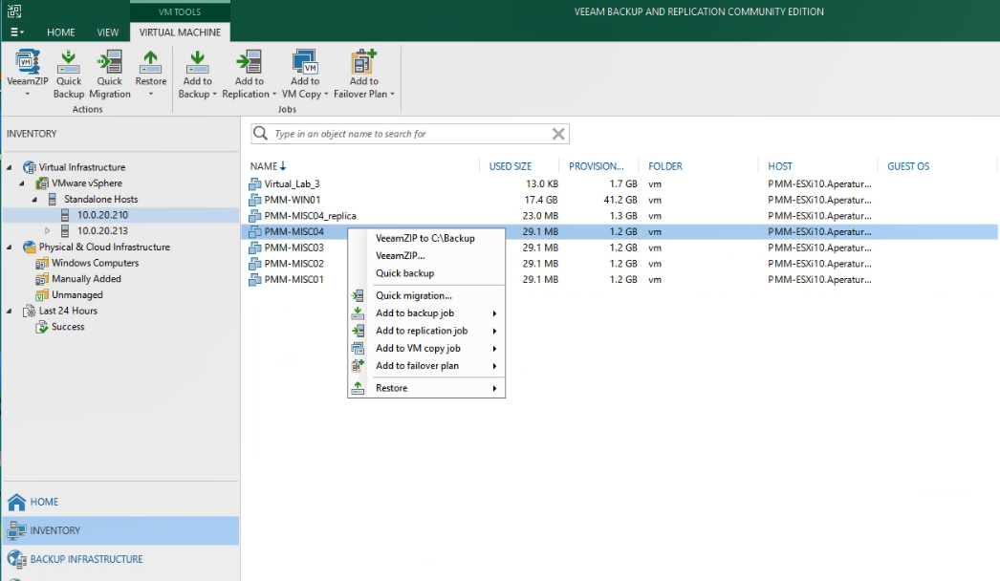 VM TOOLS
VEEAM BACKUP AND REPLICATION COMMUNITY EDITION
HOME VIEW VIRTUAL MACHINE
VeeamZIP Quick Backup Quick Migration Restore Add to Backup Add to Replication Add to VM Copy Add to Failover Plan
Actions Jobs
INVENTORY
Virtual Infrastructure
VMware vSphere
Standalone Hosts
10.0.20.210
10.0.20.213
Physical & Cloud Infrastructure
Windows Computers
Manually Added
Unmanaged
Last 24 Hours
Success
HOME
INVENTORY
BACKUP INFRASTRUCTURE
Type in an object name to search for
NAME USED SIZE PROVISION... FOLDER HOST GUEST OS
Virtual_Lab_3 13.0 KB 1.7 GB vm PMM-ESXi10.Aperatur...
PMM-WIN01 17.4 GB 41.2 GB vm PMM-ESXi10.Aperatur...
PMM-MISC04_replica 23.0 MB 1.3 GB vm PMM-ESXi10.Aperatur...
PMM-MISC04 29.1 MB 1.2 GB vm PMM-ESXi10.Aperatur...
PMM-MISC03 29.1 MB 1.2 GB vm PMM-ESXi10.Aperatur...
PMM-MISC02 29.1 MB 1.2 GB vm PMM-ESXi10.Aperatur...
PMM-MISC01 29.1 MB 1.2 GB vm PMM-ESXi10.Aperatur...
VeeamZIP to C:\Backup
VeeamZIP...
Quick backup
Quick migration...
Add to backup job
Add to replication job
Add to VM copy job
Add to failover plan
Restore